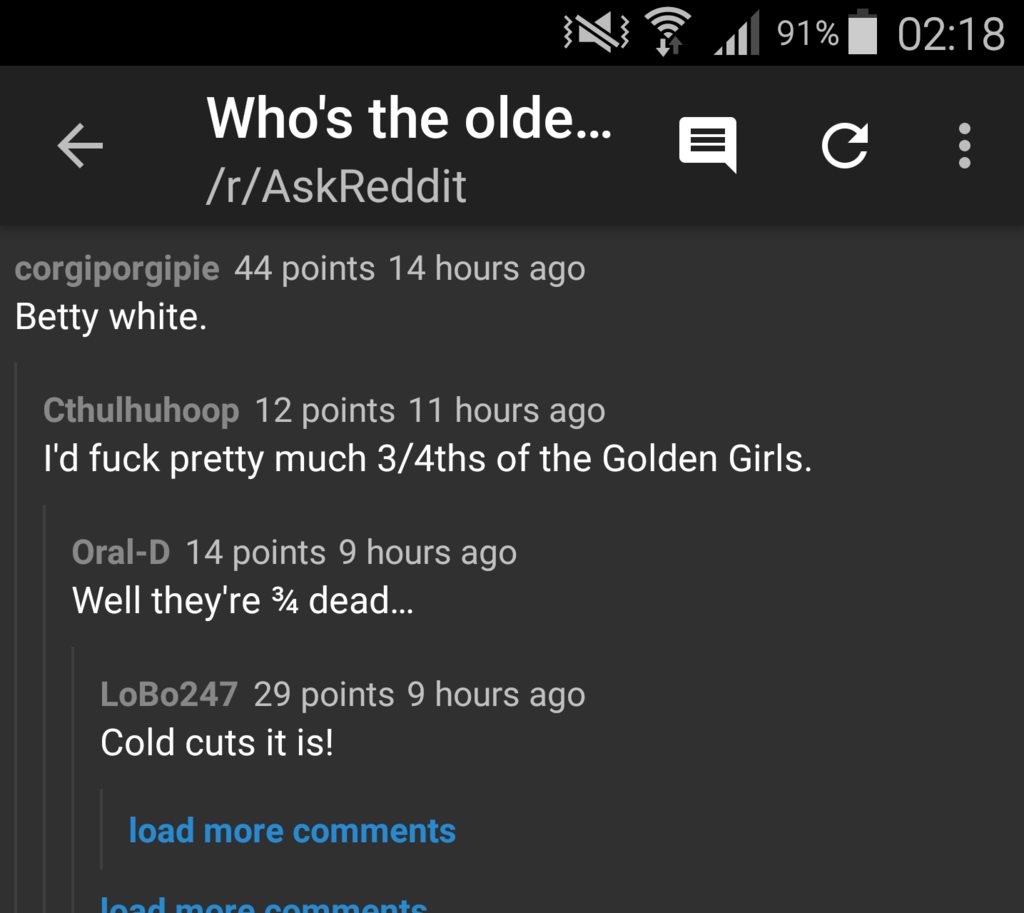 91% 02:18
Who's the olde...
/r/AskReddit
corgiporgipie 44 points 14 hours ago
Betty white.
Cthulhuhoop 12 points 11 hours ago
I'd fuck pretty much 3/4ths of the Golden Girls.
Oral-D 14 points 9 hours ago
Well they're ¾ dead...
LoBo247 29 points 9 hours ago
Cold cuts it is!
load more comments
load more comments